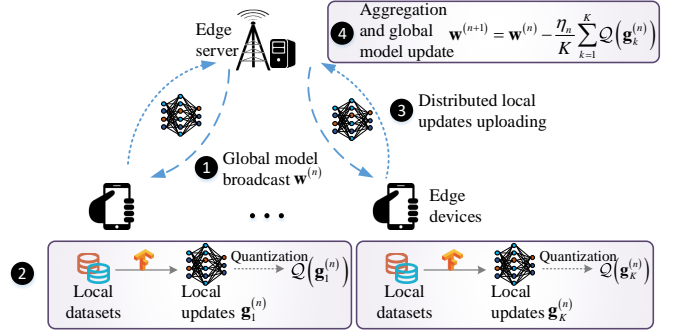 Edge
server
4 Aggregation
and global
model update
w^{(n+1)} = w^{(n)} − \frac{η_n}{K} \sum_{k=1}^{K} Q(g_k^{(n)})
3 Distributed local
updates uploading
1 Global model
broadcast w^{(n)}
Edge
devices
...
2
Local
datasets
Local
updates g_1^{(n)}
Quantization
Q(g_1^{(n)})
Local
datasets
Local
updates g_K^{(n)}
Quantization
Q(g_K^{(n)})